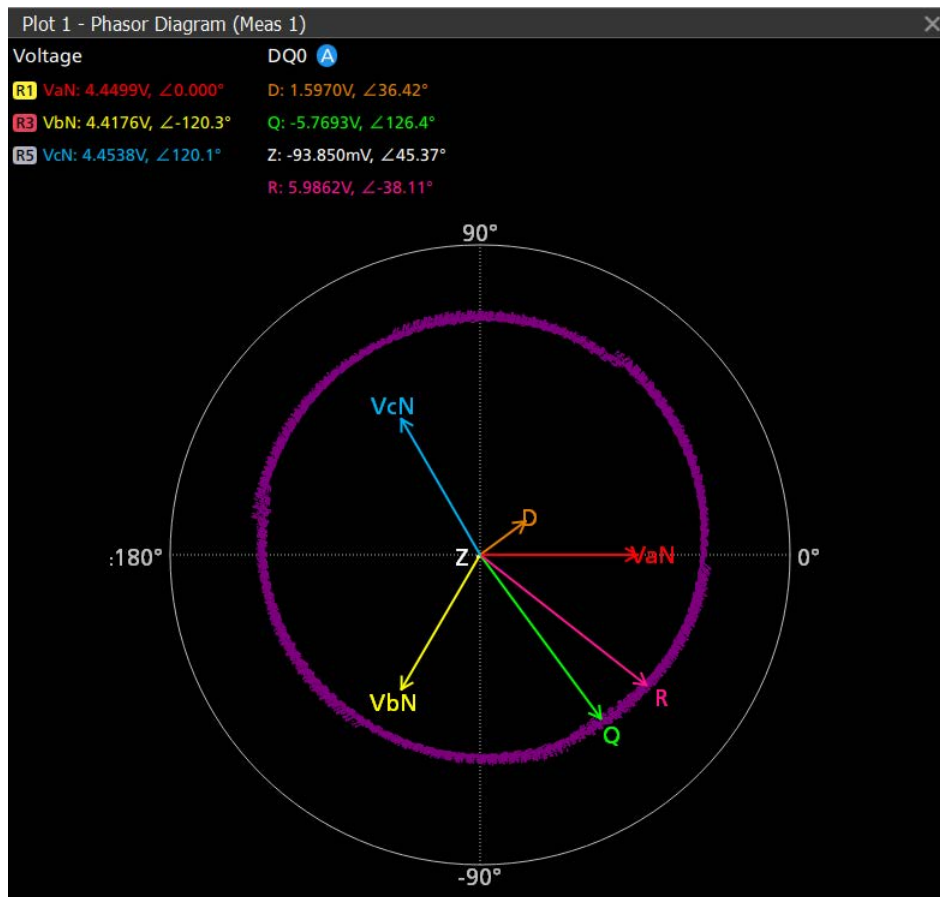 Plot 1 - Phasor Diagram (Meas 1)
Voltage DQ0 A
R1 VaN: 4.4499V, ∠0.000° D: 1.5970V, ∠36.42°
R3 VbN: 4.4176V, ∠-120.3° Q: -5.7693V, ∠126.4°
R5 VcN: 4.4538V, ∠120.1° Z: -93.850mV, ∠45.37°
R: 5.9862V, ∠-38.11°
90°
VcN
D
:180° Z VaN 0°
VbN R
Q
-90°